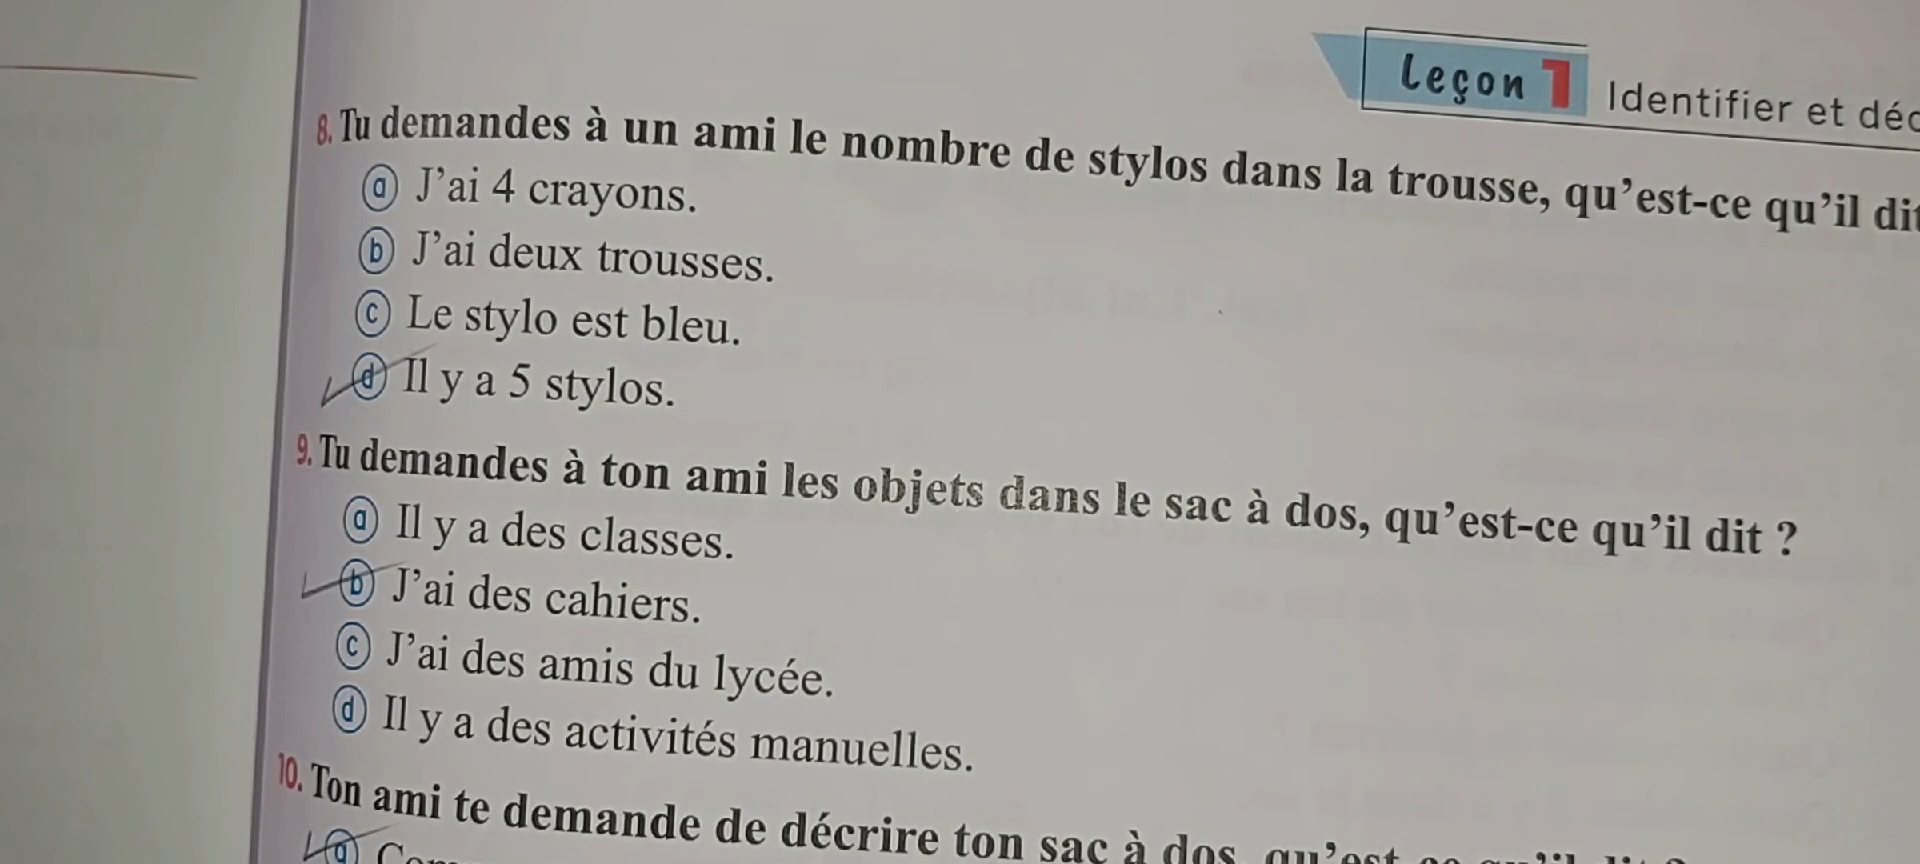 Leçon 1 Identifier et
8. Tu demandes à un ami le nombre de stylos dans la trousse, qu'est-ce qu'il
a J'ai 4 crayons.
b J'ai deux trousses.
c Le stylo est bleu.
d Il y a 5 stylos.
9. Tu demandes à ton ami les objets dans le sac à dos, qu'est-ce qu'il dit ?
a Il y a des classes.
b J'ai des cahiers.
c J'ai des amis du lycée.
d Il y a des activités manuelles.
10. Ton ami te demande de décrire ton sac à dos,
a